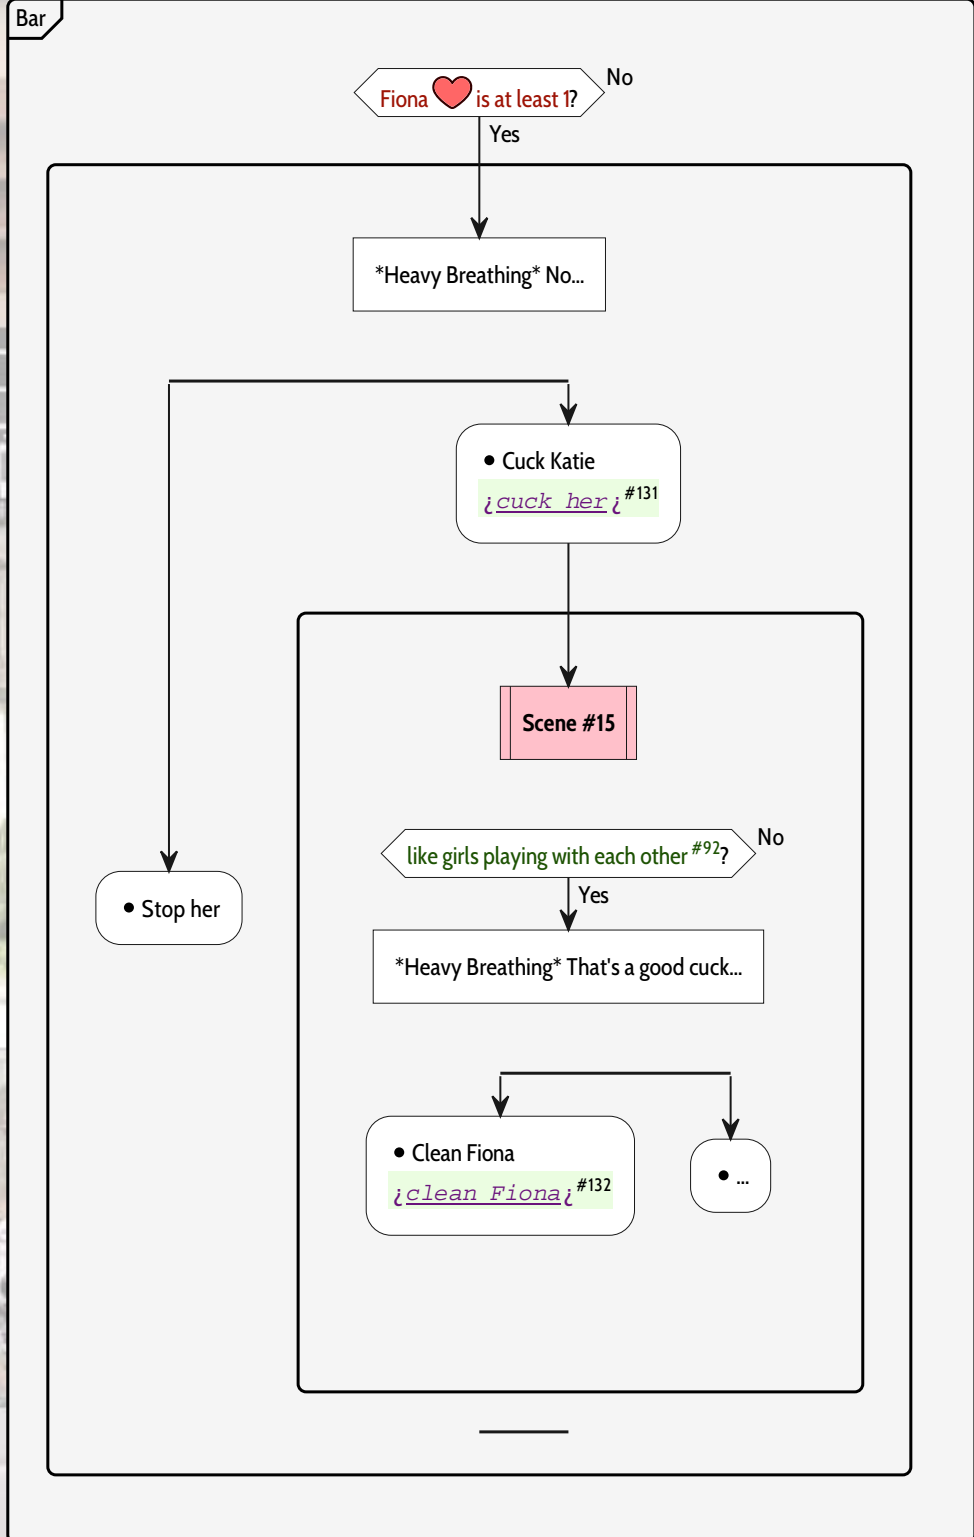 Bar
Fiona is at least 1?
No
Yes
*Heavy Breathing* No...
• Cuck Katie
¿cuck her¿ #131
Scene #15
like girls playing with each other #92?
No
Yes
• Stop her
*Heavy Breathing* That's a good cuck...
• Clean Fiona
¿clean Fiona¿ #132
• ...